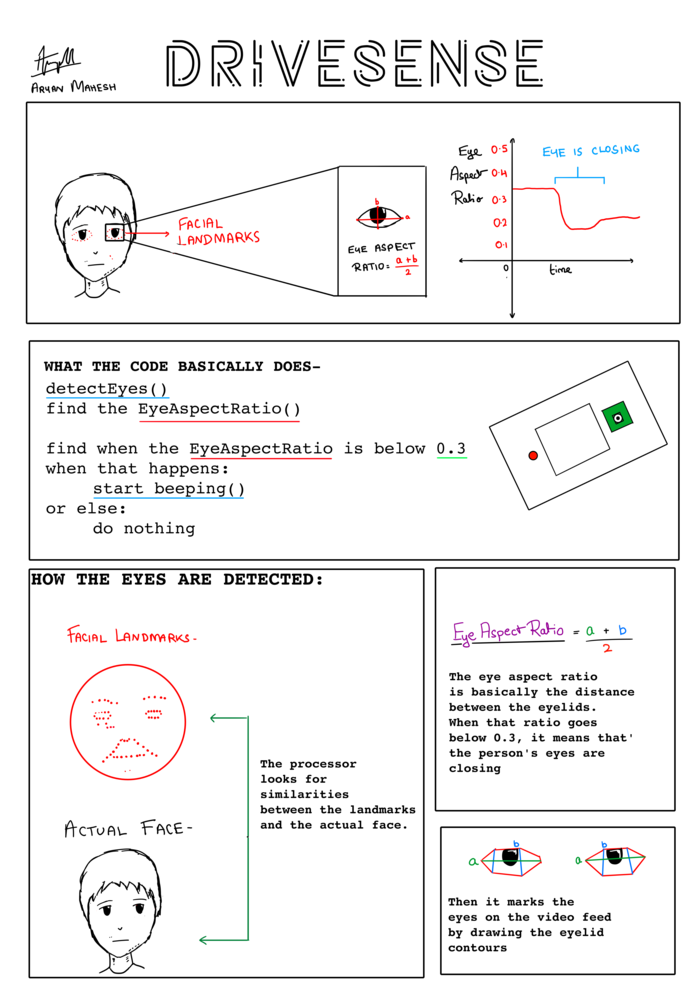 DRIVESENSE
ARYAN MAHESH
FACIAL
LANDMARKS
b
a
EYE ASPECT
RATIO = a+b
2
Eye
Aspect
Ratio
0.5
0.4
0.3
0.2
0.1
0
time
EYE IS CLOSING
WHAT THE CODE BASICALLY DOES-
detectEyes()
find the EyeAspectRatio()
find when the EyeAspectRatio is below 0.3
when that happens:
start beeping()
or else:
do nothing
HOW THE EYES ARE DETECTED:
FACIAL LANDMARKS-
The processor
looks for
similarities
between the landmarks
and the actual face.
ACTUAL FACE-
Eye Aspect Ratio = a + b
2
The eye aspect ratio
is basically the distance
between the eyelids.
When that ratio goes
below 0.3, it means that'
the person's eyes are
closing
a b
a b
Then it marks the
eyes on the video feed
by drawing the eyelid
contours